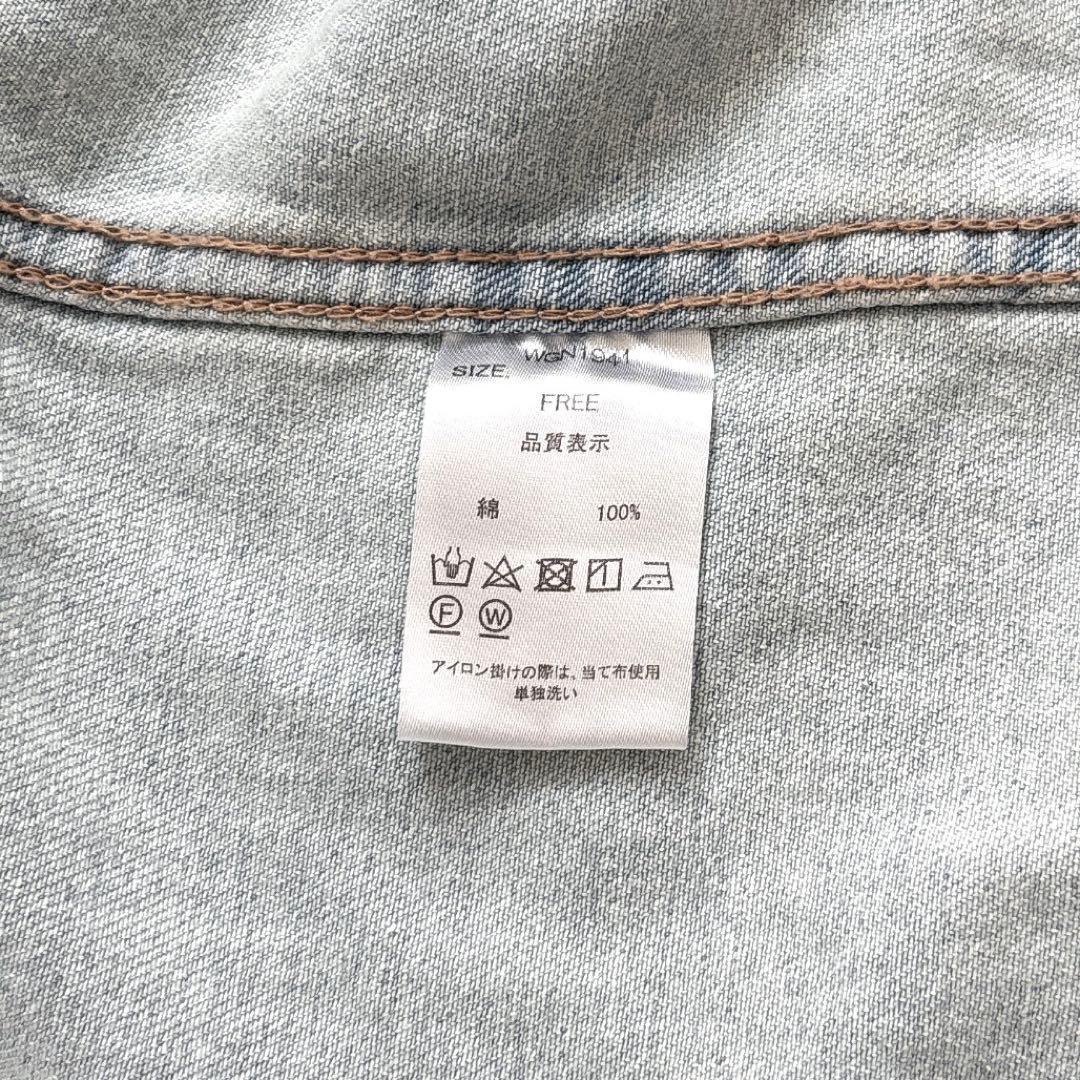 WGN1941
SIZE.
FREE
品質表示
綿 100%
F W
アイロン掛けの際は、当て布使用
単独洗い